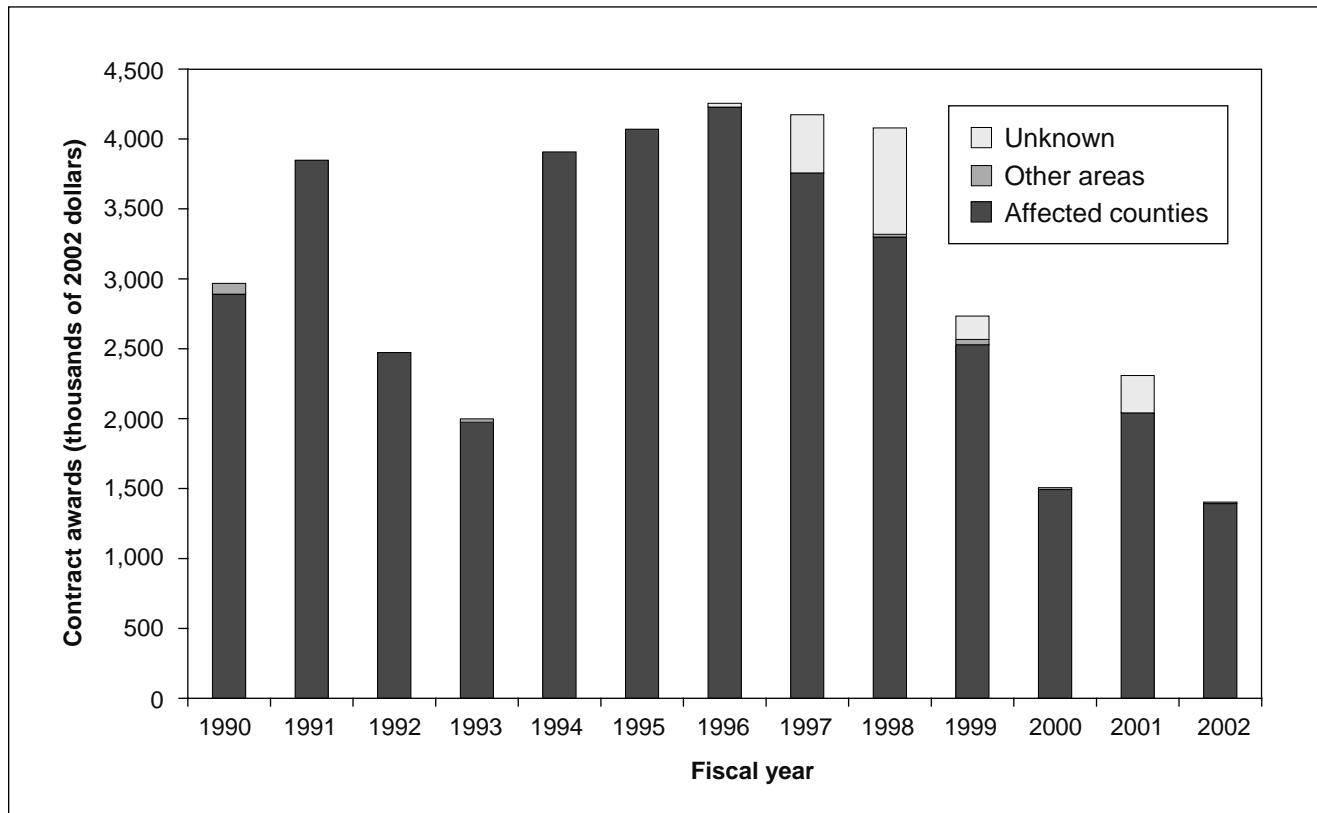 Contract awards (thousands of 2002 dollars)
4,500
4,000
3,500
3,000
2,500
2,000
1,500
1,000
500
0
Unknown
Other areas
Affected counties
1990 1991 1992 1993 1994 1995 1996 1997 1998 1999 2000 2001 2002
Fiscal year